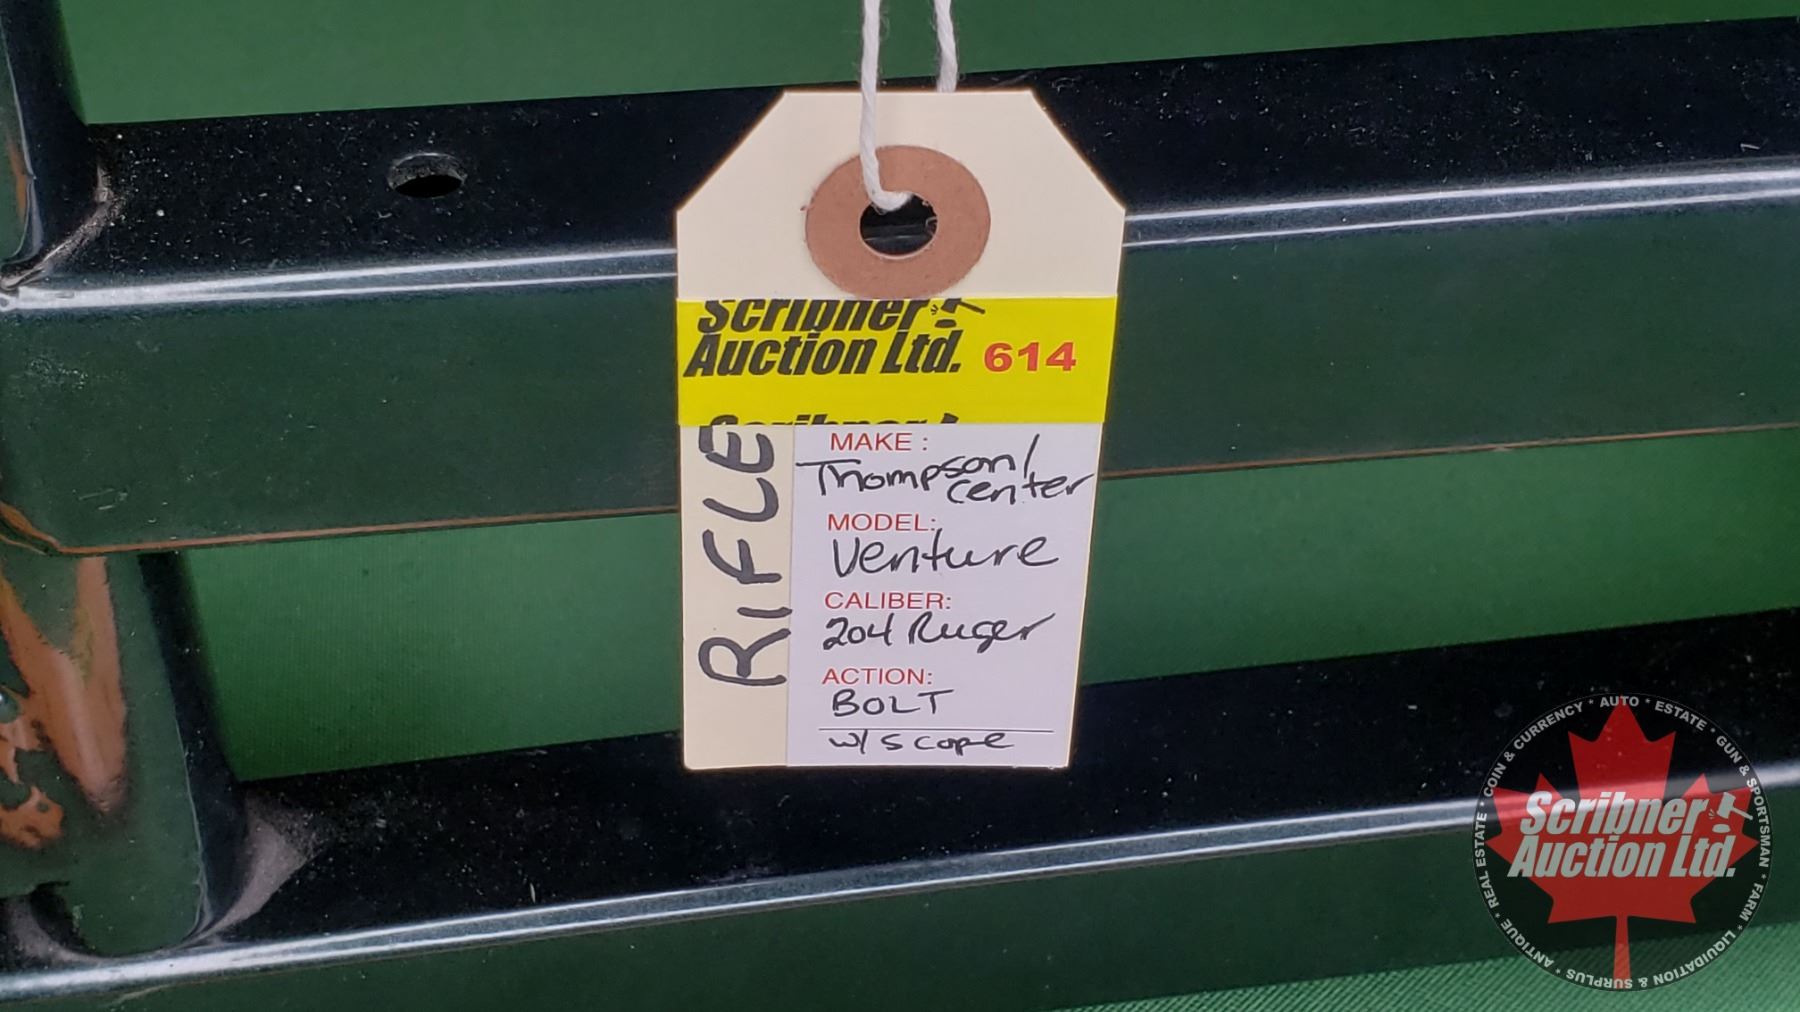 Scribner
Auction Ltd. 614
Scribner
RIFLE
MAKE:
Thompson/
Center
MODEL:
Venture
CALIBER:
204 Ruger
ACTION:
BOLT
w/ Scope
COIN & CURRENCY * AUTO * ESTATE * GUN & SPORTSMAN * FARM * LIQUIDATION & SURPLUS * ANTIQUE * REAL ESTATE *
Scribner
Auction Ltd.